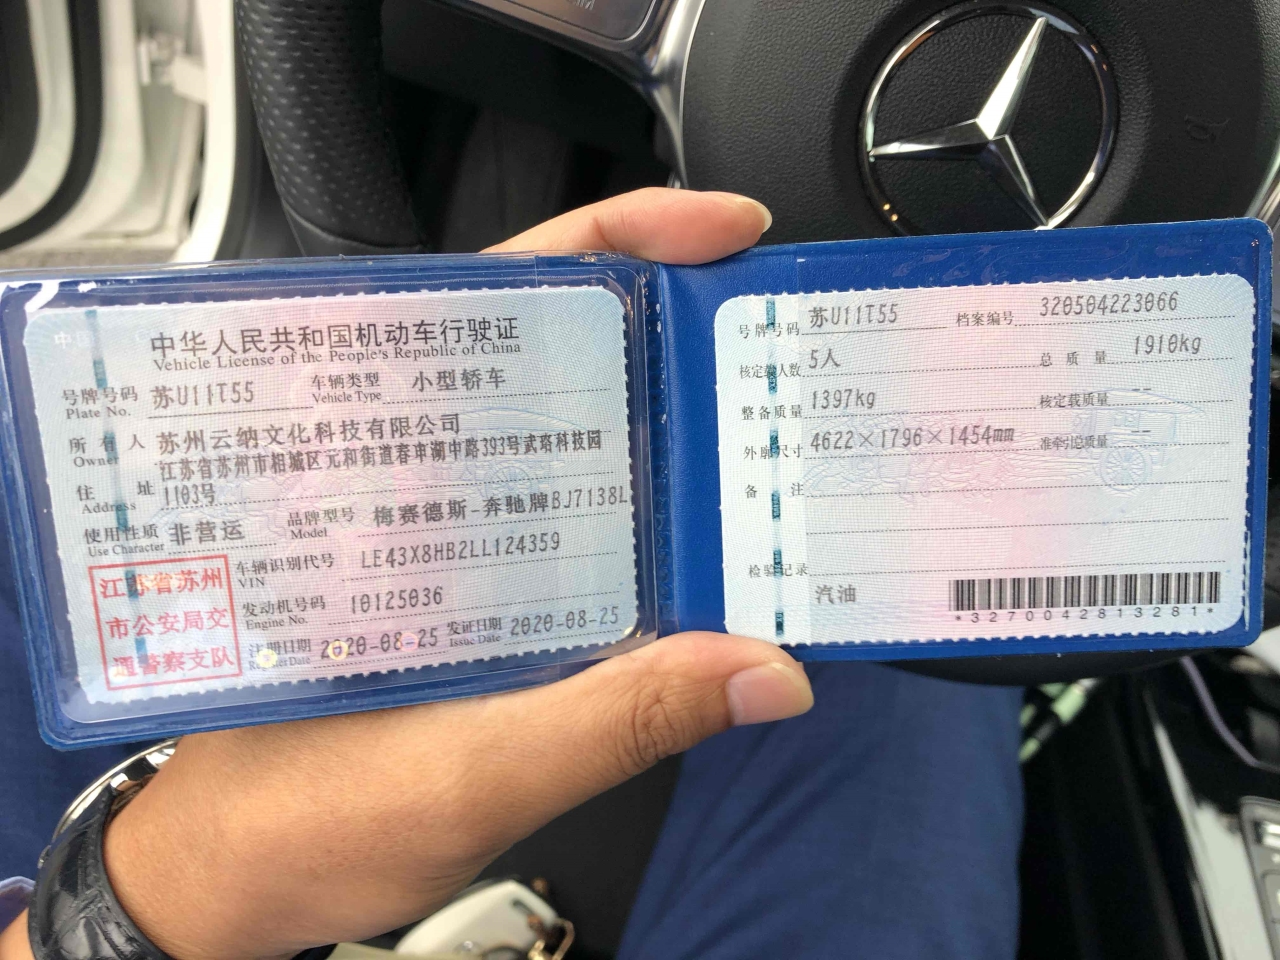 中华人民共和国机动车行驶证
Vehicle License of the People's Republic of China
号牌号码 苏U11T55 车辆类型 小型轿车
Plate No. Vehicle Type
所有人 苏州云纳文化科技有限公司
Owner
江苏省苏州市相城区元和街道春申湖中路393号武珞科技园
住址 1103号
Address
使用性质 非营运 品牌型号 梅赛德斯-奔驰牌BJ7138L
Use Character Model
车辆识别代号 LE43X8HB2LL124359
VIN
发动机号码 10125036
Engine No.
注册日期 2020-08-25 发证日期 2020-08-25
Register Date Issue Date
江苏省苏州
市公安局交
通警察支队
号牌号码 苏U11T55 档案编号 320504223066
核定载人数 5人 总质量 1910kg
整备质量 1397kg 核定载质量 --
外廓尺寸 4622×1796×1454mm 准牵引总质量 --
备注
检验记录
汽油
*3270042813281*